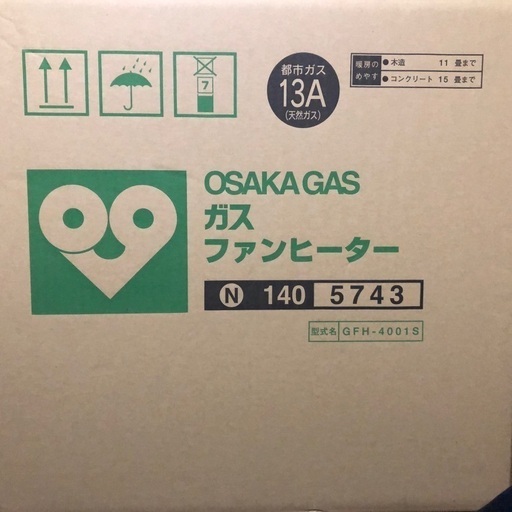 7
都市ガス
13A
(天然ガス)
暖房の
めやす
●木造 11 畳まで
●コンクリート 15 畳まで
OSAKA GAS
ガス
ファンヒーター
N 140 5743
型式名 GFH-4001S